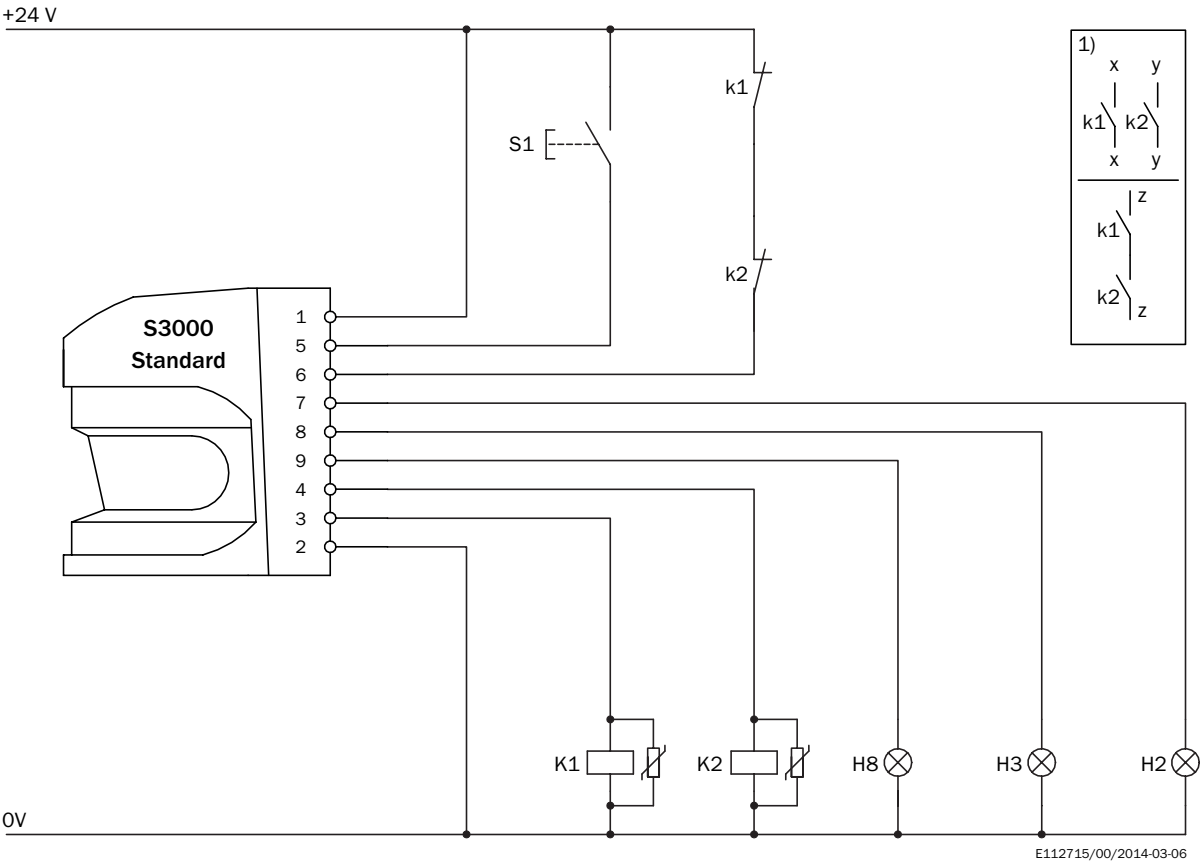 +24 V
1)
x y
k1
k1 k2
S1
x y
z
k1
k2
k2
z
S3000
Standard
1
5
6
7
8
9
4
3
2
K1
K2
H8
H3
H2
0V
E112715/00/2014-03-06